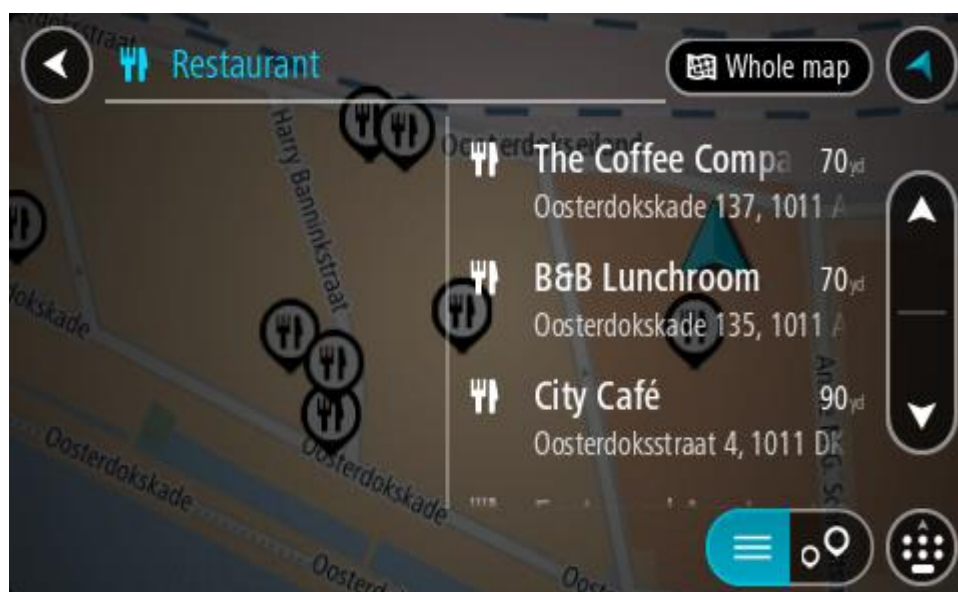 Restaurant
Whole map
The Coffee Compa 70yd
Oosterdokskade 137, 1011 A
B&B Lunchroom 70yd
Oosterdokskade 135, 1011 A
City Café 90yd
Oosterdoksstraat 4, 1011 DK
Oosterdokseiland
Harry Banninkstraat
Oosterdokskade
Oosterdokskade